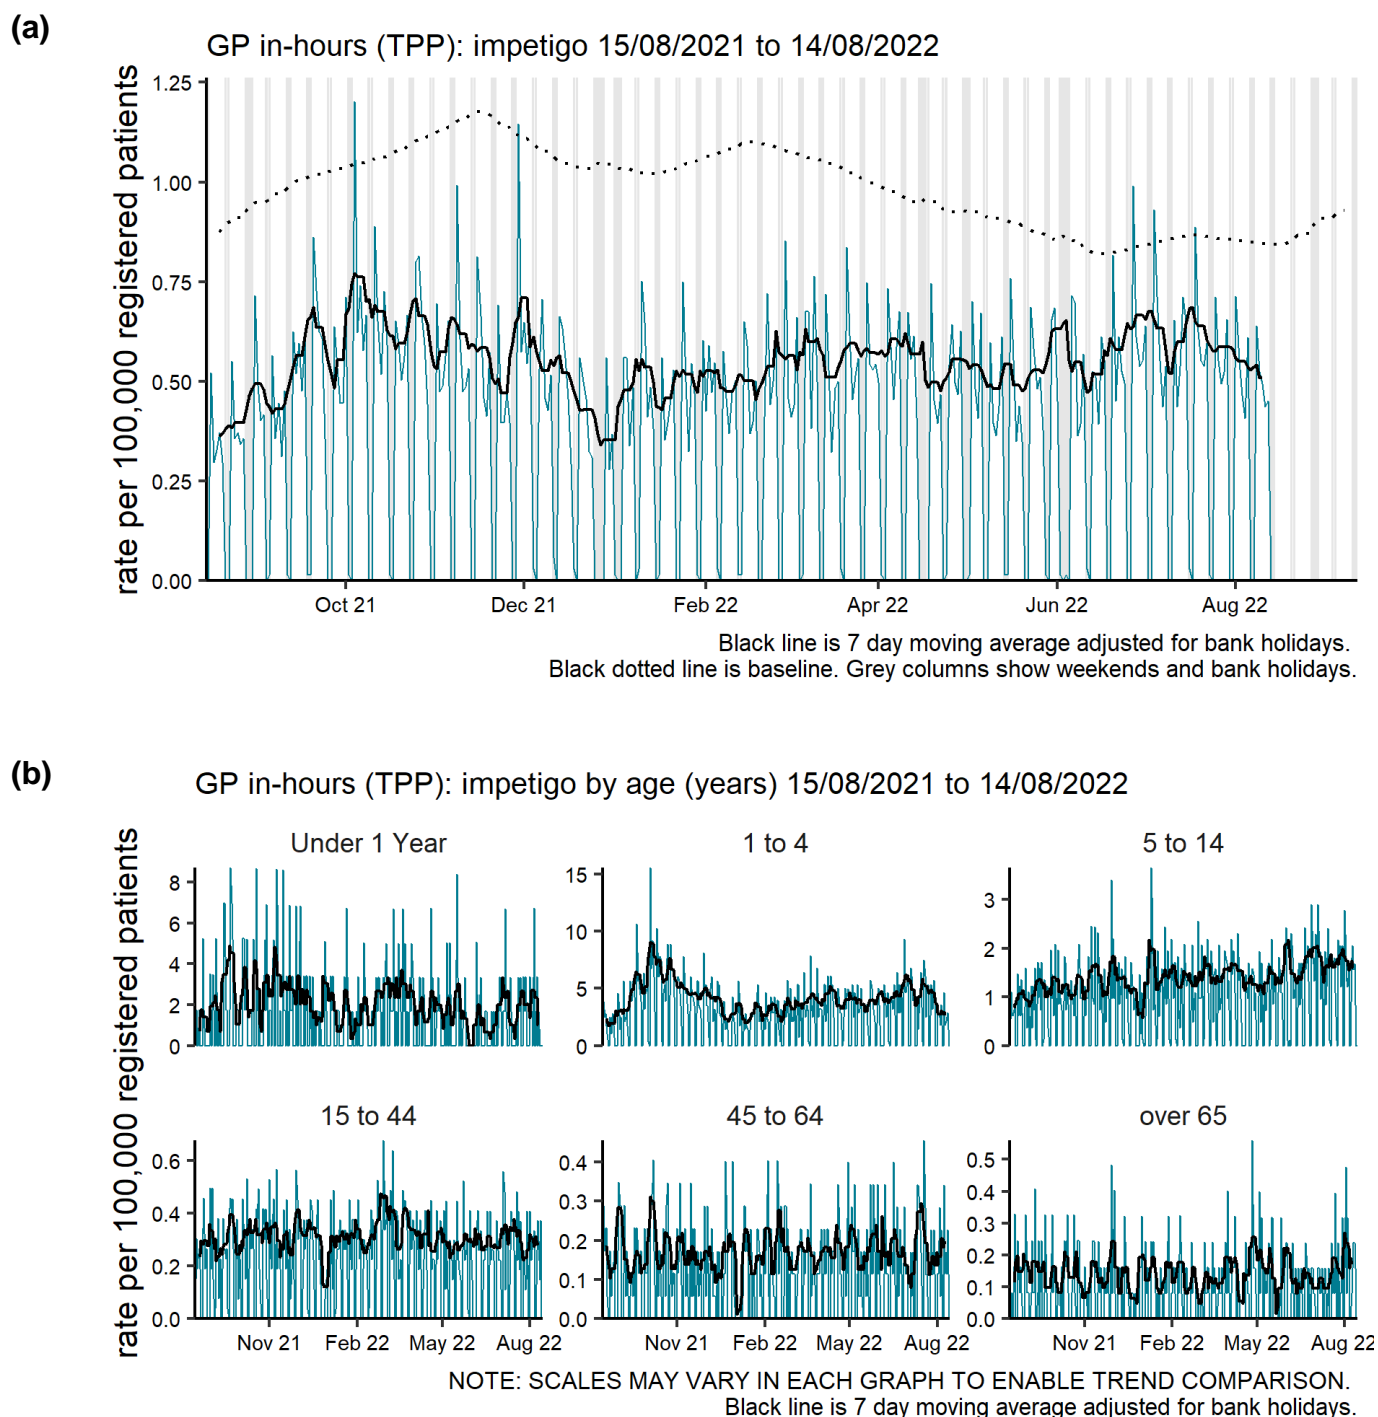 (a)
GP in-hours (TPP): impetigo 15/08/2021 to 14/08/2022
rate per 100,000 registered patients
1.25
1.00
0.75
0.50
0.25
0.00
Oct 21 Dec 21 Feb 22 Apr 22 Jun 22 Aug 22
Black line is 7 day moving average adjusted for bank holidays.
Black dotted line is baseline. Grey columns show weekends and bank holidays.
(b)
GP in-hours (TPP): impetigo by age (years) 15/08/2021 to 14/08/2022
rate per 100,000 registered patients
Under 1 Year
8
6
4
2
0
1 to 4
15
10
5
0
5 to 14
3
2
1
0
15 to 44
0.6
0.4
0.2
0.0
Nov 21 Feb 22 May 22 Aug 22
45 to 64
0.4
0.3
0.2
0.1
0.0
Nov 21 Feb 22 May 22 Aug 22
over 65
0.5
0.4
0.3
0.2
0.1
0.0
Nov 21 Feb 22 May 22 Aug 22
NOTE: SCALES MAY VARY IN EACH GRAPH TO ENABLE TREND COMPARISON.
Black line is 7 day moving average adjusted for bank holidays.